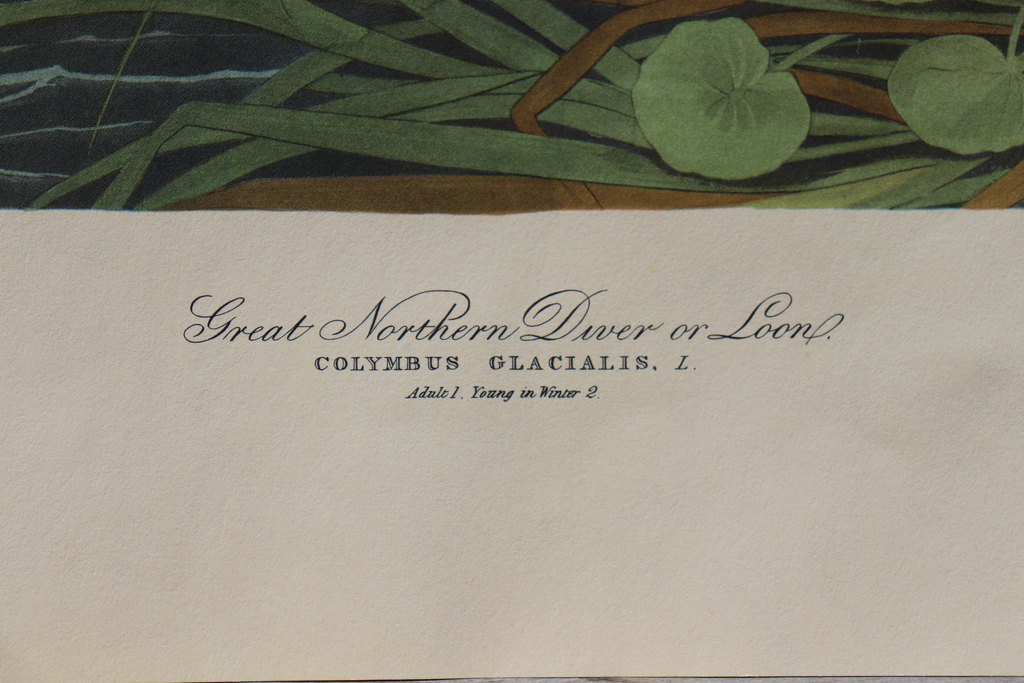 Great Northern Diver or Loon.
COLYMBUS GLACIALIS, L.
Adult 1. Young in Winter 2.